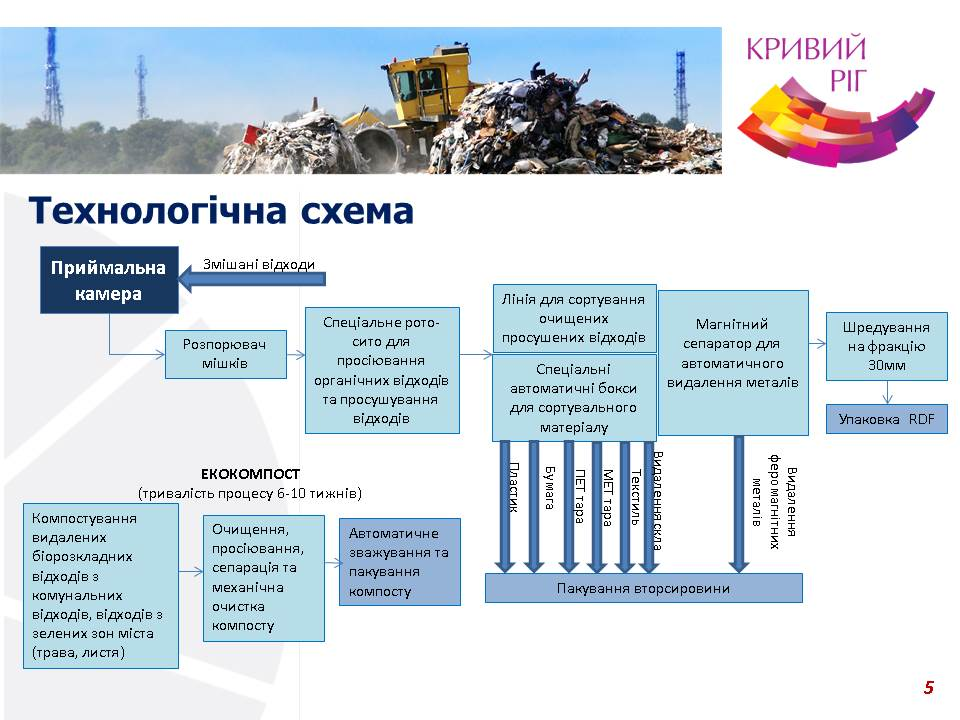 КРИВИЙ
РІГ
Технологічна схема
Приймальна
камера
Змішані відходи
Розпорювач
мішків
Спеціальне рото-
сито для
просіювання
органічних відходів
та просушування
відходів
Лінія для сортування
очищених
просушених відходів
Спеціальні
автоматичні бокси
для сортувального
матеріалу
Магнітний
сепаратор для
автоматичного
видалення металів
Шредування
на фракцію
30мм
Упаковка RDF
Пластик
Бумага
ПЕТ тара
МЕТ тара
Текстиль
Видалення скла
Видалення
феромагнітних
металів
Пакування вторсировини
ЕКОКОМПОСТ
(тривалість процесу 6-10 тижнів)
Компостування
видалених
біорозкладних
відходів з
комунальних
відходів, відходів з
зелених зон міста
(трава, листя)
Очищення,
просіювання,
сепарація та
механічна
очистка
компосту
Автоматичне
зважування та
пакування
компосту
5